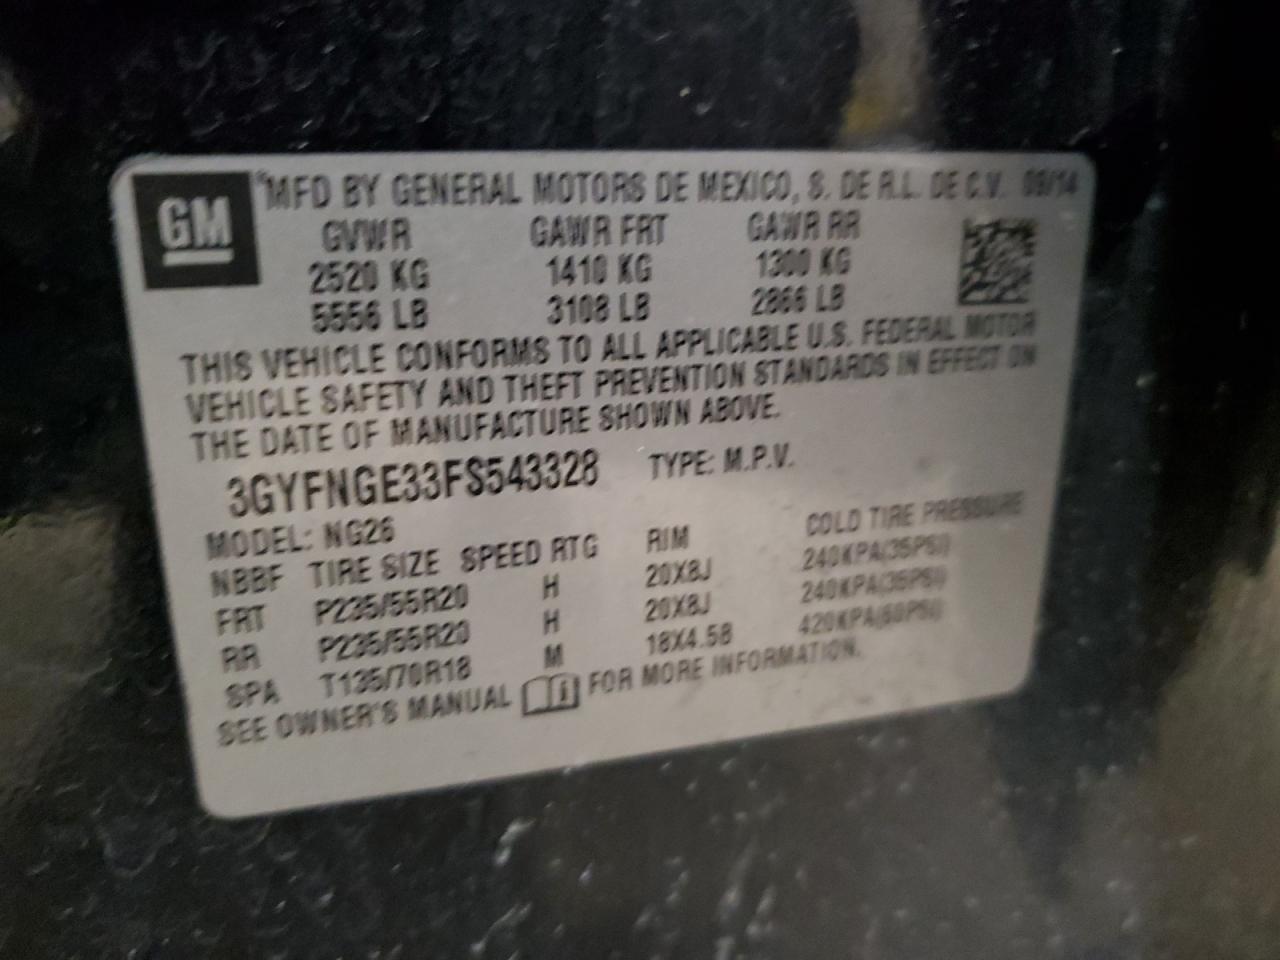 GM
MFD BY GENERAL MOTORS DE MEXICO, S. DE R.L. DE C.V. 09/14
GVWR GAWR FRT GAWR RR
2520 KG 1410 KG 1300 KG
5556 LB 3108 LB 2866 LB
THIS VEHICLE CONFORMS TO ALL APPLICABLE U.S. FEDERAL MOTOR
VEHICLE SAFETY AND THEFT PREVENTION STANDARDS IN EFFECT ON
THE DATE OF MANUFACTURE SHOWN ABOVE.
3GYFNGE33FS543328 TYPE: M.P.V.
MODEL: NG26
NBBF TIRE SIZE SPEED RTG RIM COLD TIRE PRESSURE
FRT P235/55R20 H 20X8J 240KPA(35PSI)
RR P235/55R20 H 20X8J 240KPA(35PSI)
SPA T135/70R18 M 18X4.5B 420KPA(60PSI)
SEE OWNER'S MANUAL FOR MORE INFORMATION.